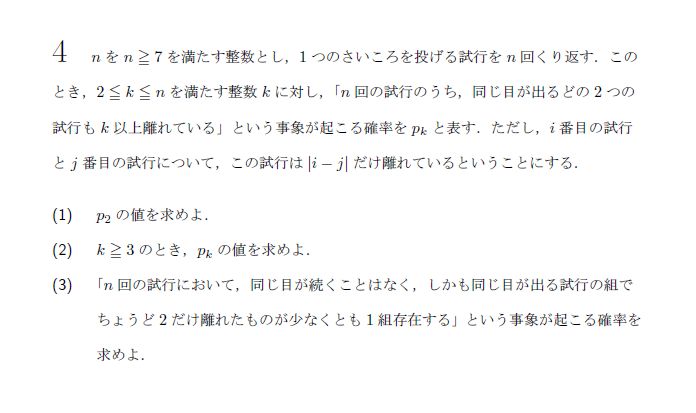 4 n を n ≧ 7 を満たす整数とし，1 つのさいころを投げる試行を n 回くり返す．この
とき，2 ≦ k ≦ n を満たす整数 k に対し，「n 回の試行のうち，同じ目が出るどの 2 つの
試行も k 以上離れている」という事象が起こる確率を pₖ と表す．ただし，i 番目の試行
と j 番目の試行について，この試行は |i − j| だけ離れているということにする．
(1) p₂ の値を求めよ．
(2) k ≧ 3 のとき，pₖ の値を求めよ．
(3) 「n 回の試行において，同じ目が続くことはなく，しかも同じ目が出る試行の組で
ちょうど 2 だけ離れたものが少なくとも 1 組存在する」という事象が起こる確率を
求めよ．